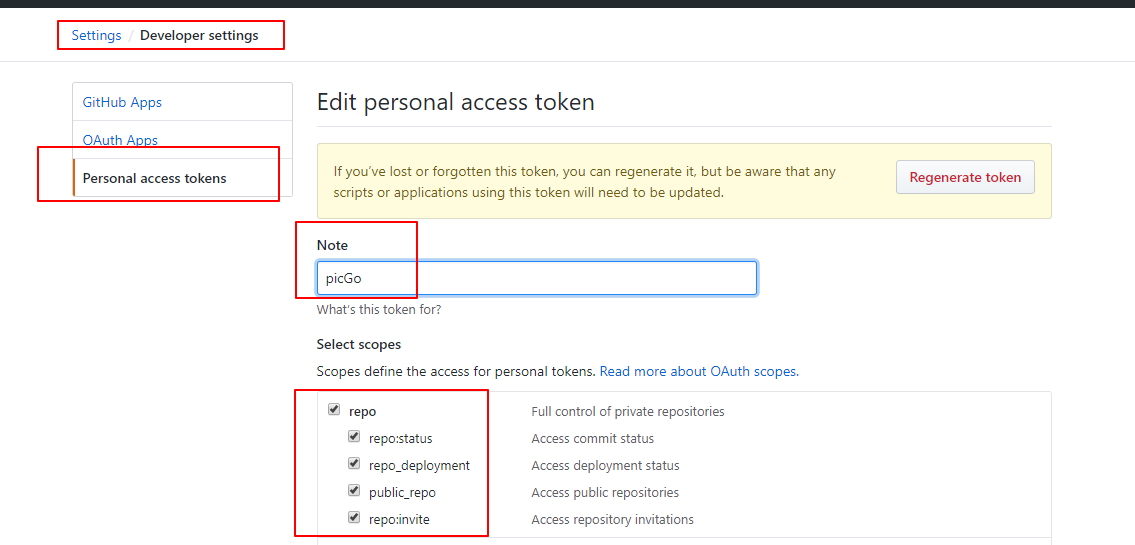 Settings / Developer settings
GitHub Apps
OAuth Apps
Personal access tokens
Edit personal access token
If you've lost or forgotten this token, you can regenerate it, but be aware that any
scripts or applications using this token will need to be updated.
Regenerate token
Note
picGo
What's this token for?
Select scopes
Scopes define the access for personal tokens. Read more about OAuth scopes.
repo Full control of private repositories
repo:status Access commit status
repo_deployment Access deployment status
public_repo Access public repositories
repo:invite Access repository invitations